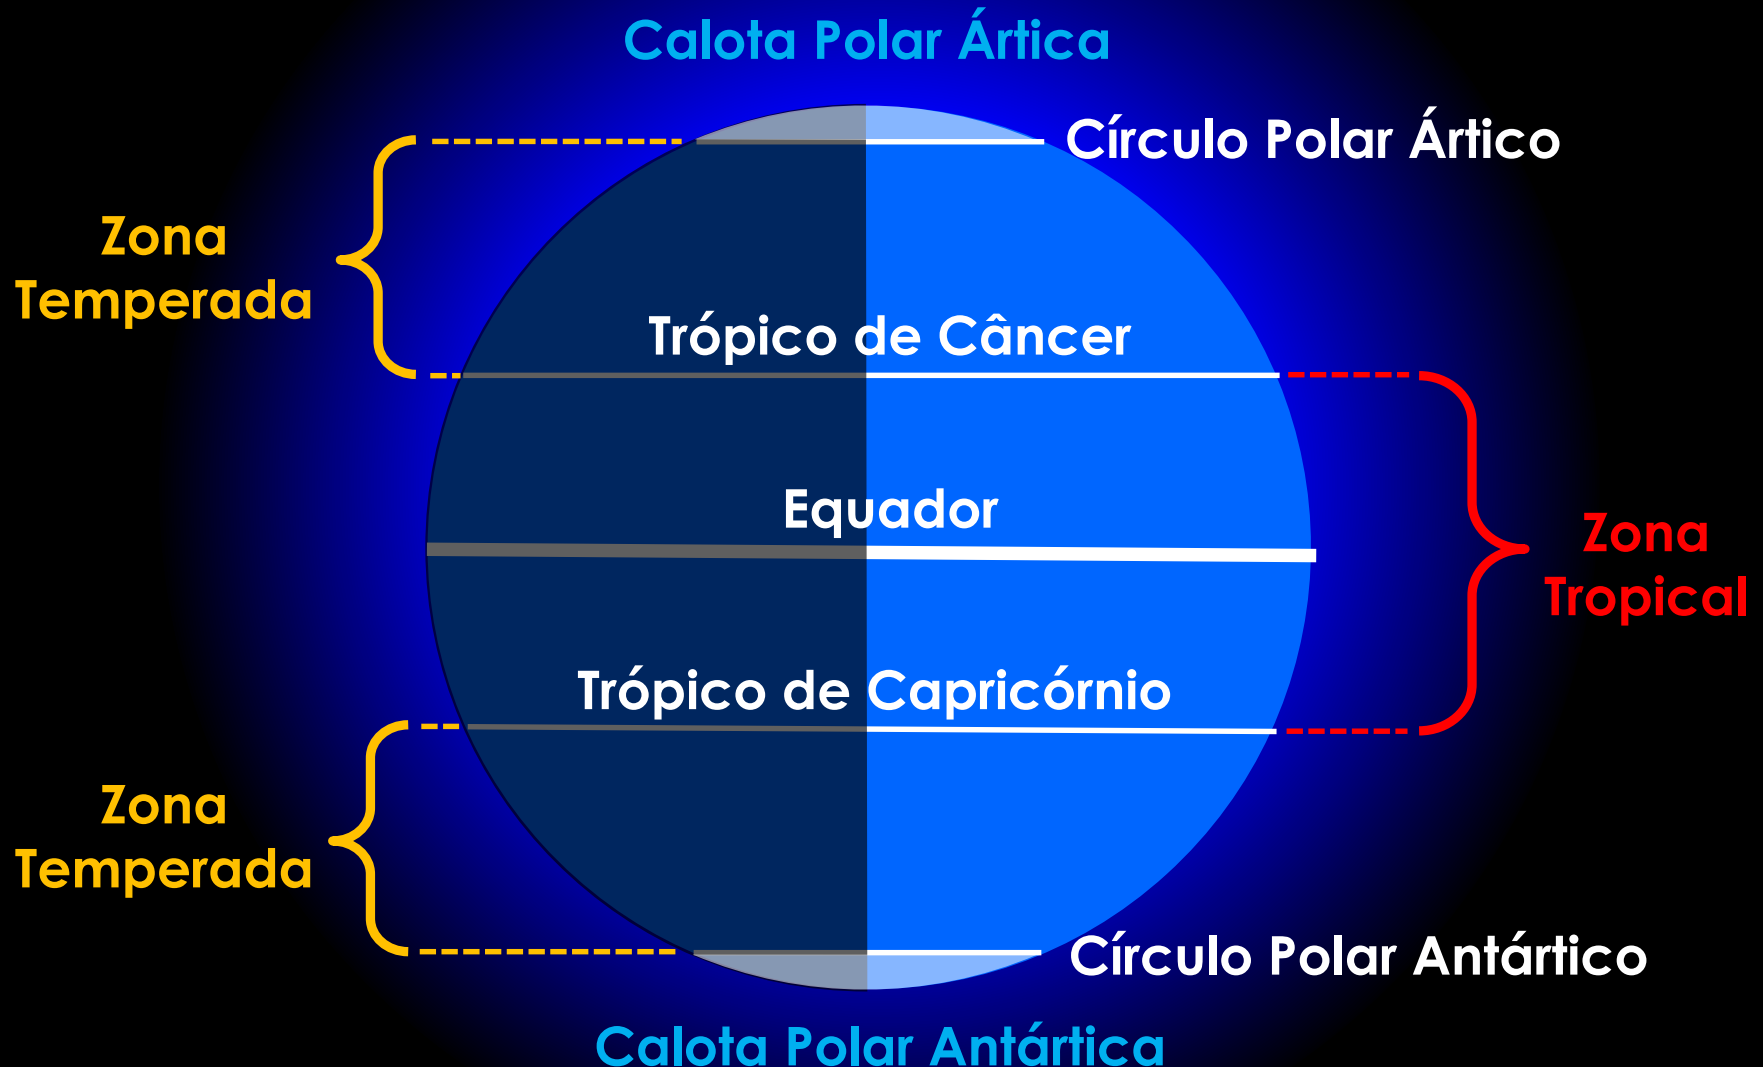 Calota Polar Ártica
Círculo Polar Ártico
Zona
Temperada
Trópico de Câncer
Equador
Zona
Tropical
Trópico de Capricórnio
Zona
Temperada
Círculo Polar Antártico
Calota Polar Antártica